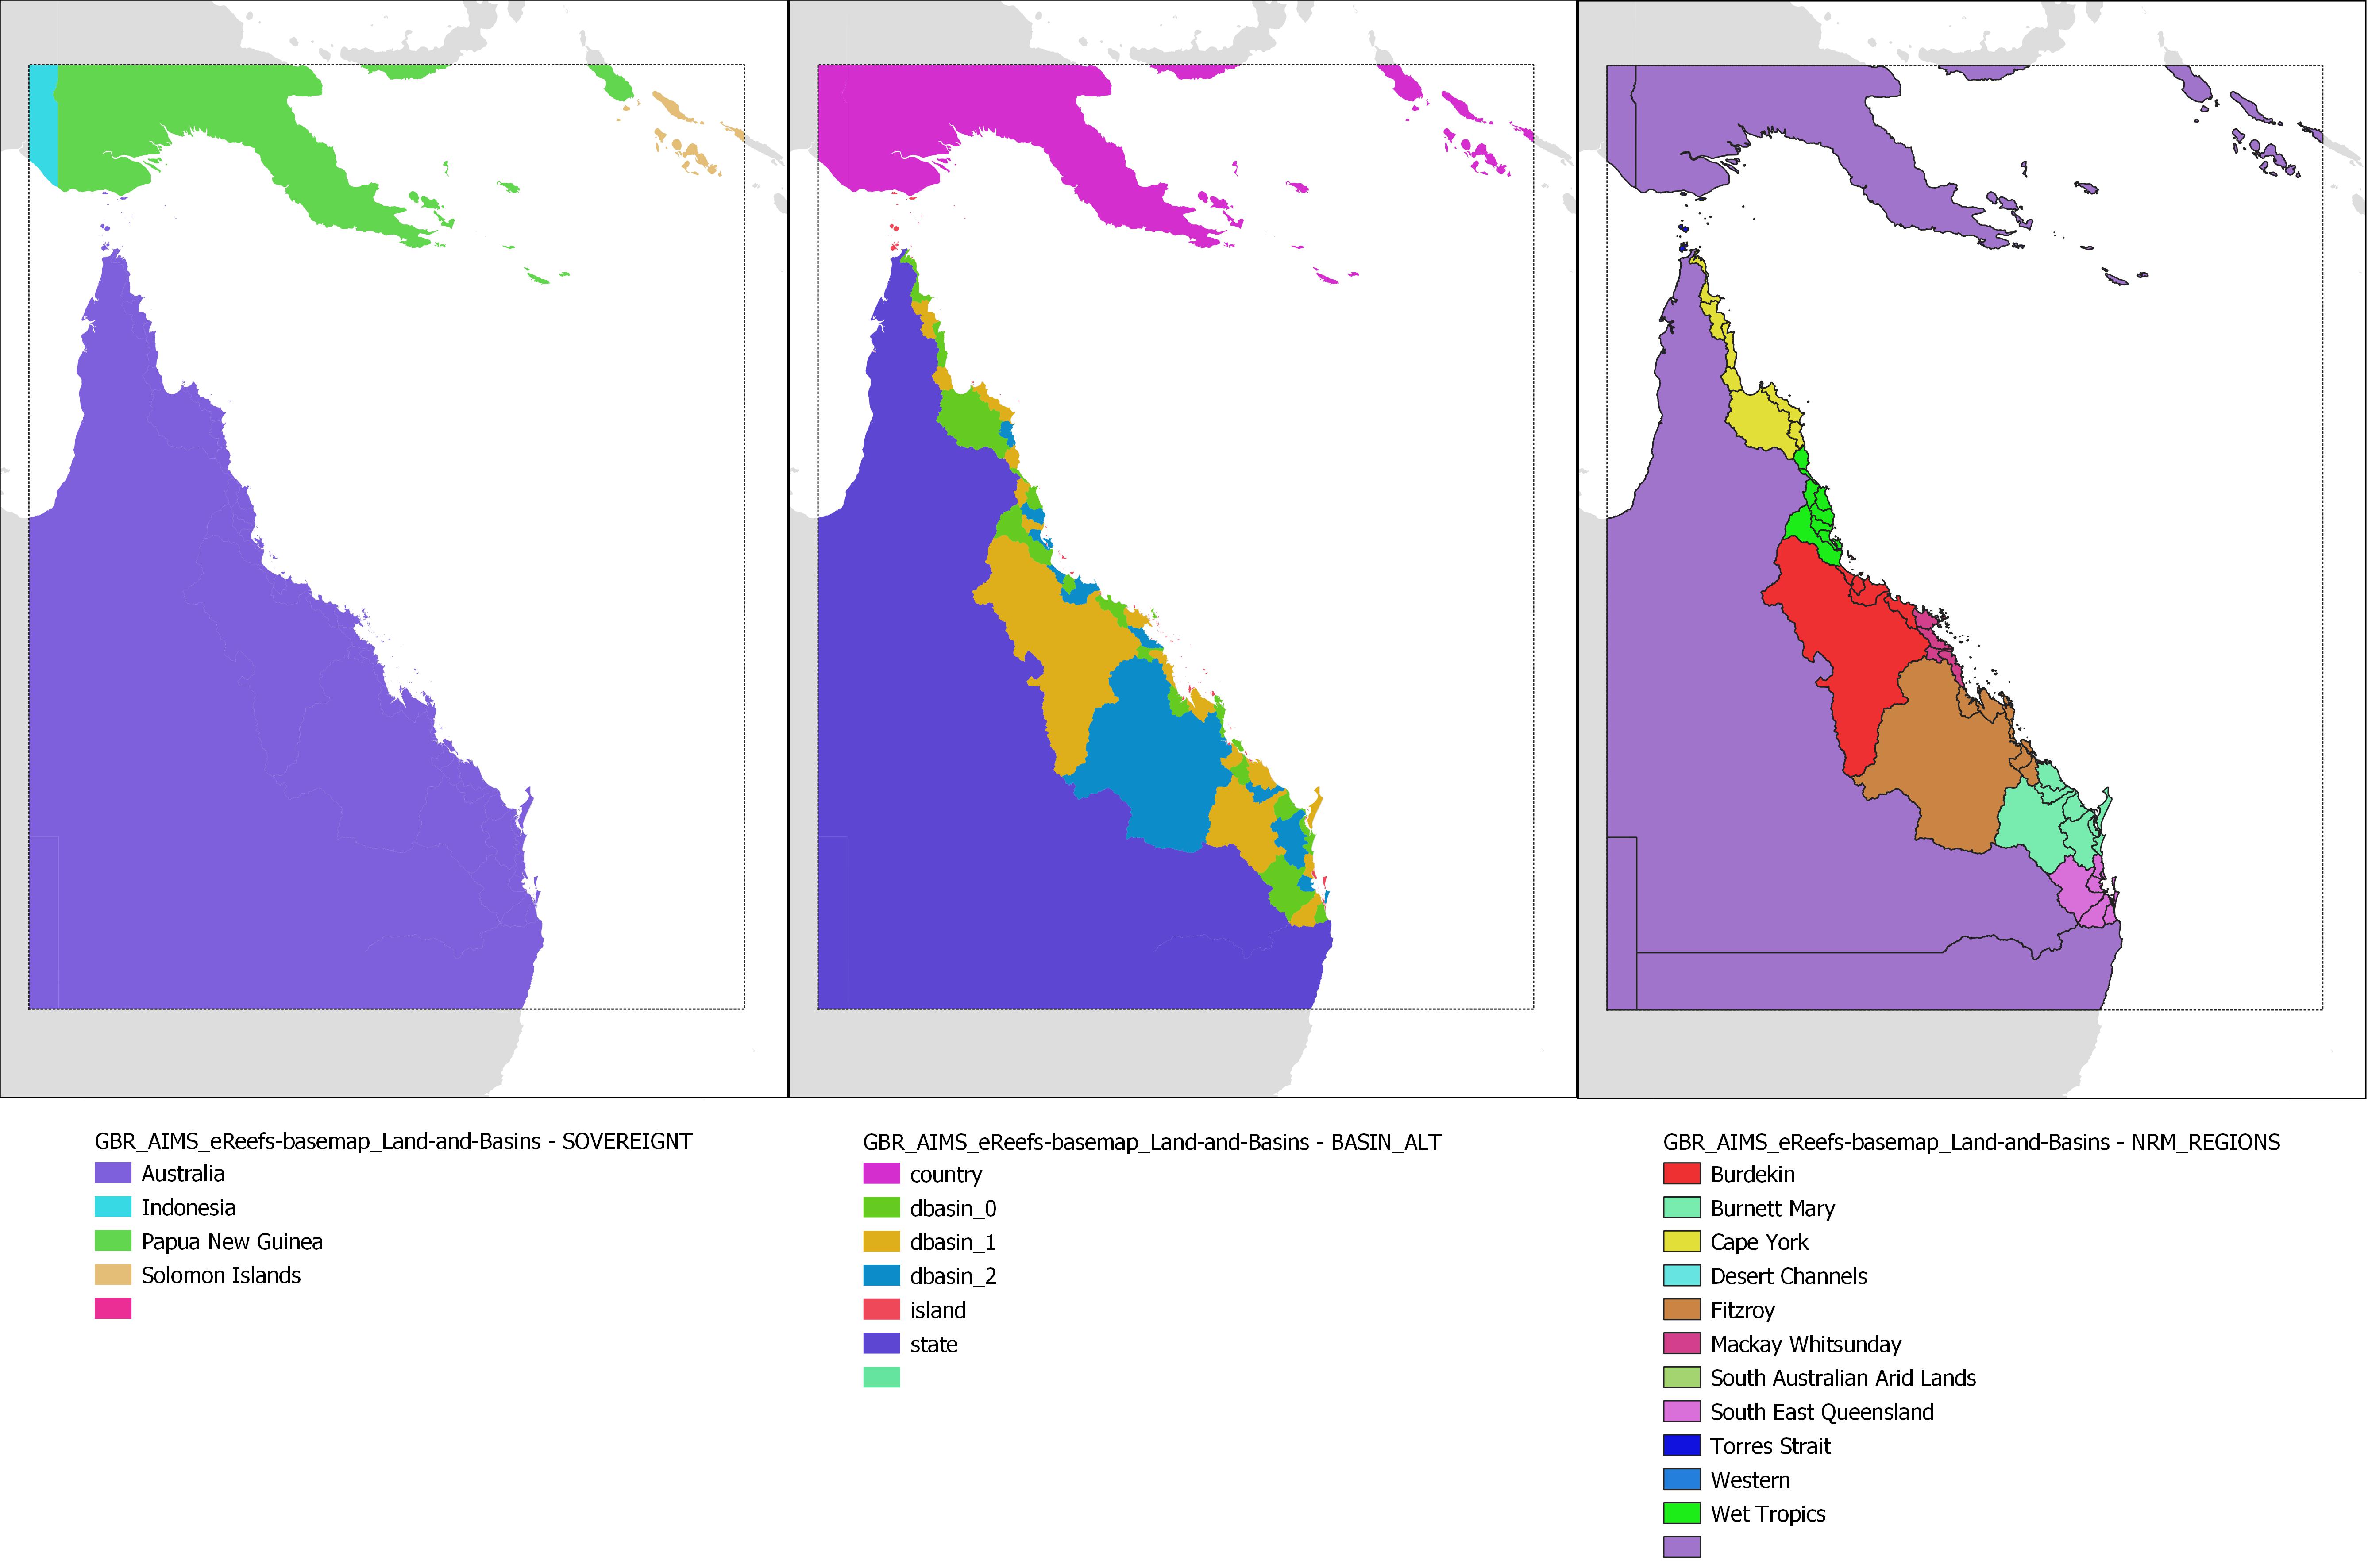 GBR_AIMS_eReefs-basemap_Land-and-Basins - SOVEREIGNT
Australia
Indonesia
Papua New Guinea
Solomon Islands
GBR_AIMS_eReefs-basemap_Land-and-Basins - BASIN_ALT
country
dbasin_0
dbasin_1
dbasin_2
island
state
GBR_AIMS_eReefs-basemap_Land-and-Basins - NRM_REGIONS
Burdekin
Burnett Mary
Cape York
Desert Channels
Fitzroy
Mackay Whitsunday
South Australian Arid Lands
South East Queensland
Torres Strait
Western
Wet Tropics